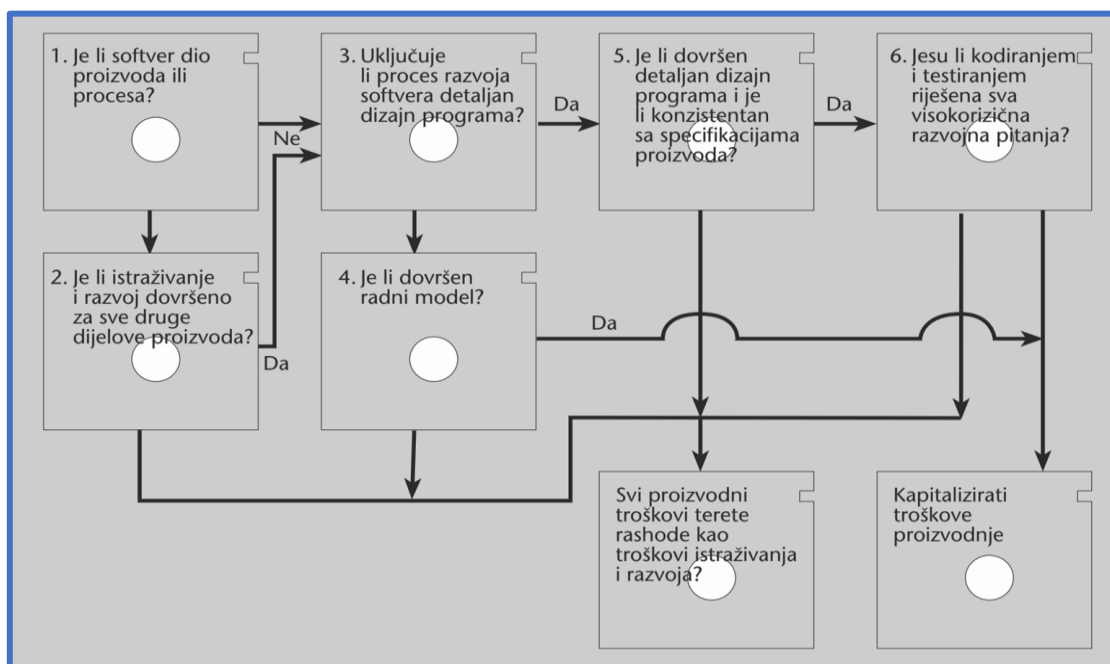 1. Je li softver dio
proizvoda ili
procesa?
Ne
3. Uključuje
li proces razvoja
softvera detaljan
dizajn programa?
Da
5. Je li dovršen
detaljan dizajn
programa i je
li konzistentan
sa specifikacijama
proizvoda?
Da
6. Jesu li kodiranjem
i testiranjem
riješena sva
visokorizična
razvojna pitanja?
2. Je li istraživanje
i razvoj dovršeno
za sve druge
dijelove proizvoda?
Da
4. Je li dovršen
radni model?
Da
Svi proizvodni
troškovi terete
rashode kao
troškovi istraživanja
i razvoja?
Kapitalizirati
troškove
proizvodnje